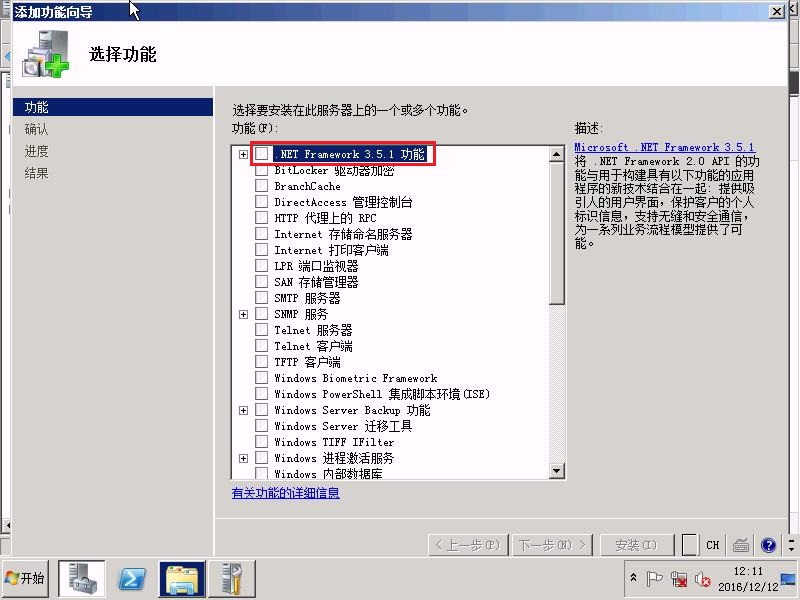 添加功能向导
选择功能
功能
确认
进度
结果
选择要安装在此服务器上的一个或多个功能。
功能(F):
.NET Framework 3.5.1 功能
BitLocker 驱动器加密
BranchCache
DirectAccess 管理控制台
HTTP 代理上的 RPC
Internet 存储命名服务器
Internet 打印客户端
LPR 端口监视器
SAN 存储管理器
SMTP 服务器
SNMP 服务
Telnet 服务器
Telnet 客户端
TFTP 客户端
Windows Biometric Framework
Windows PowerShell 集成脚本环境(ISE)
Windows Server Backup 功能
Windows Server 迁移工具
Windows TIFF IFilter
Windows 进程激活服务
Windows 内部数据库
有关功能的详细信息
描述:
Microsoft .NET Framework 3.5.1
将 .NET Framework 2.0 API 的功
能与用于构建具有以下功能的应用
程序的新技术结合在一起: 提供吸
引人的用户界面，保护客户的个人
标识信息，支持无缝和安全通信，
为一系列业务流程模型提供了可
能。
< 上一步(P)
下一步(N) >
安装(I)
CH
开始
12:11
2016/12/12